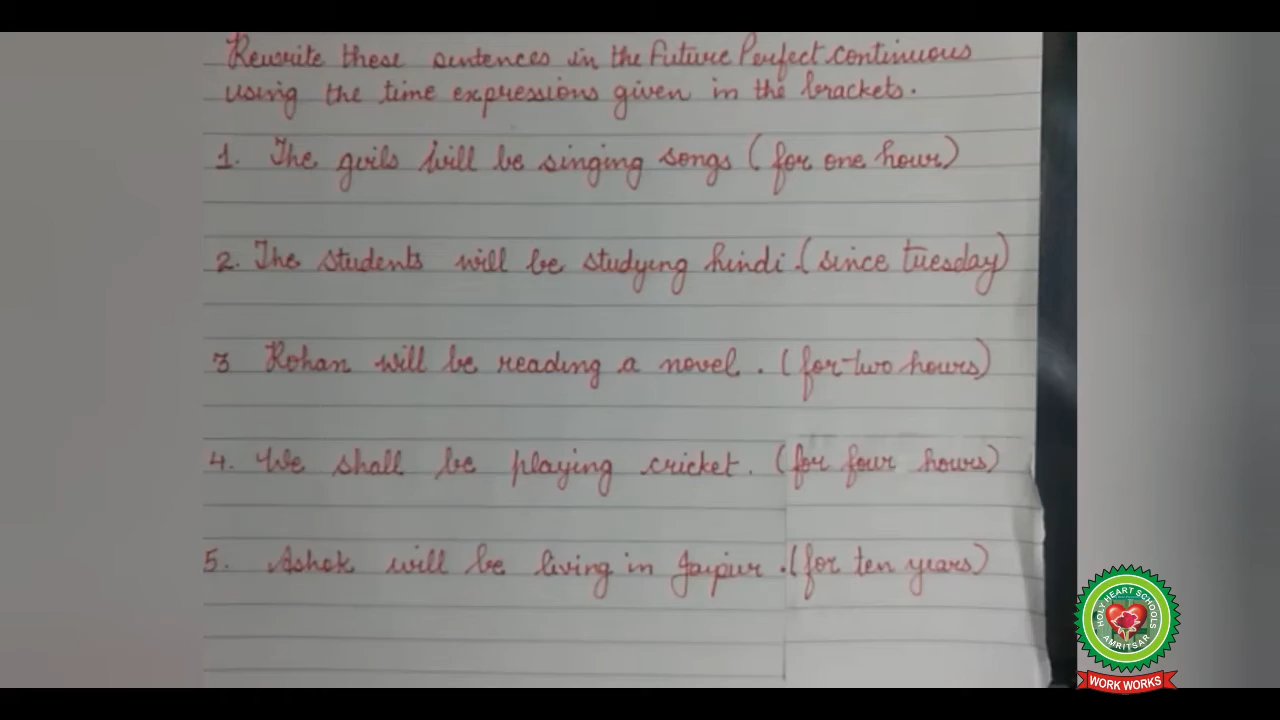 Rewrite these sentences in the Future Perfect continuous
using the time expressions given in the brackets.
1. The girls will be singing songs (for one hour)
2. The students will be studying hindi. (since tuesday)
3 Rohan will be reading a novel. (for two hours)
4. We shall be playing cricket. (for four hours)
5. Ashok will be living in Jaipur. (for ten years)
HOLY HEART SCHOOLS
AMRITSAR
WORK WORKS